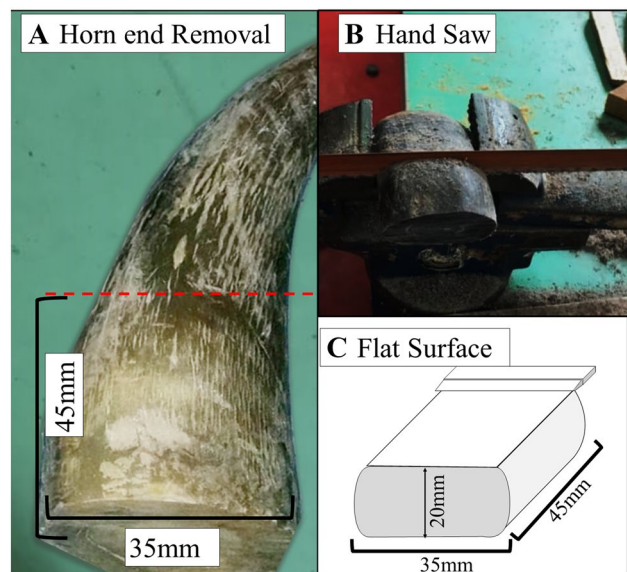 A Horn end Removal
45mm
35mm
B Hand Saw
C Flat Surface
20mm
45mm
35mm